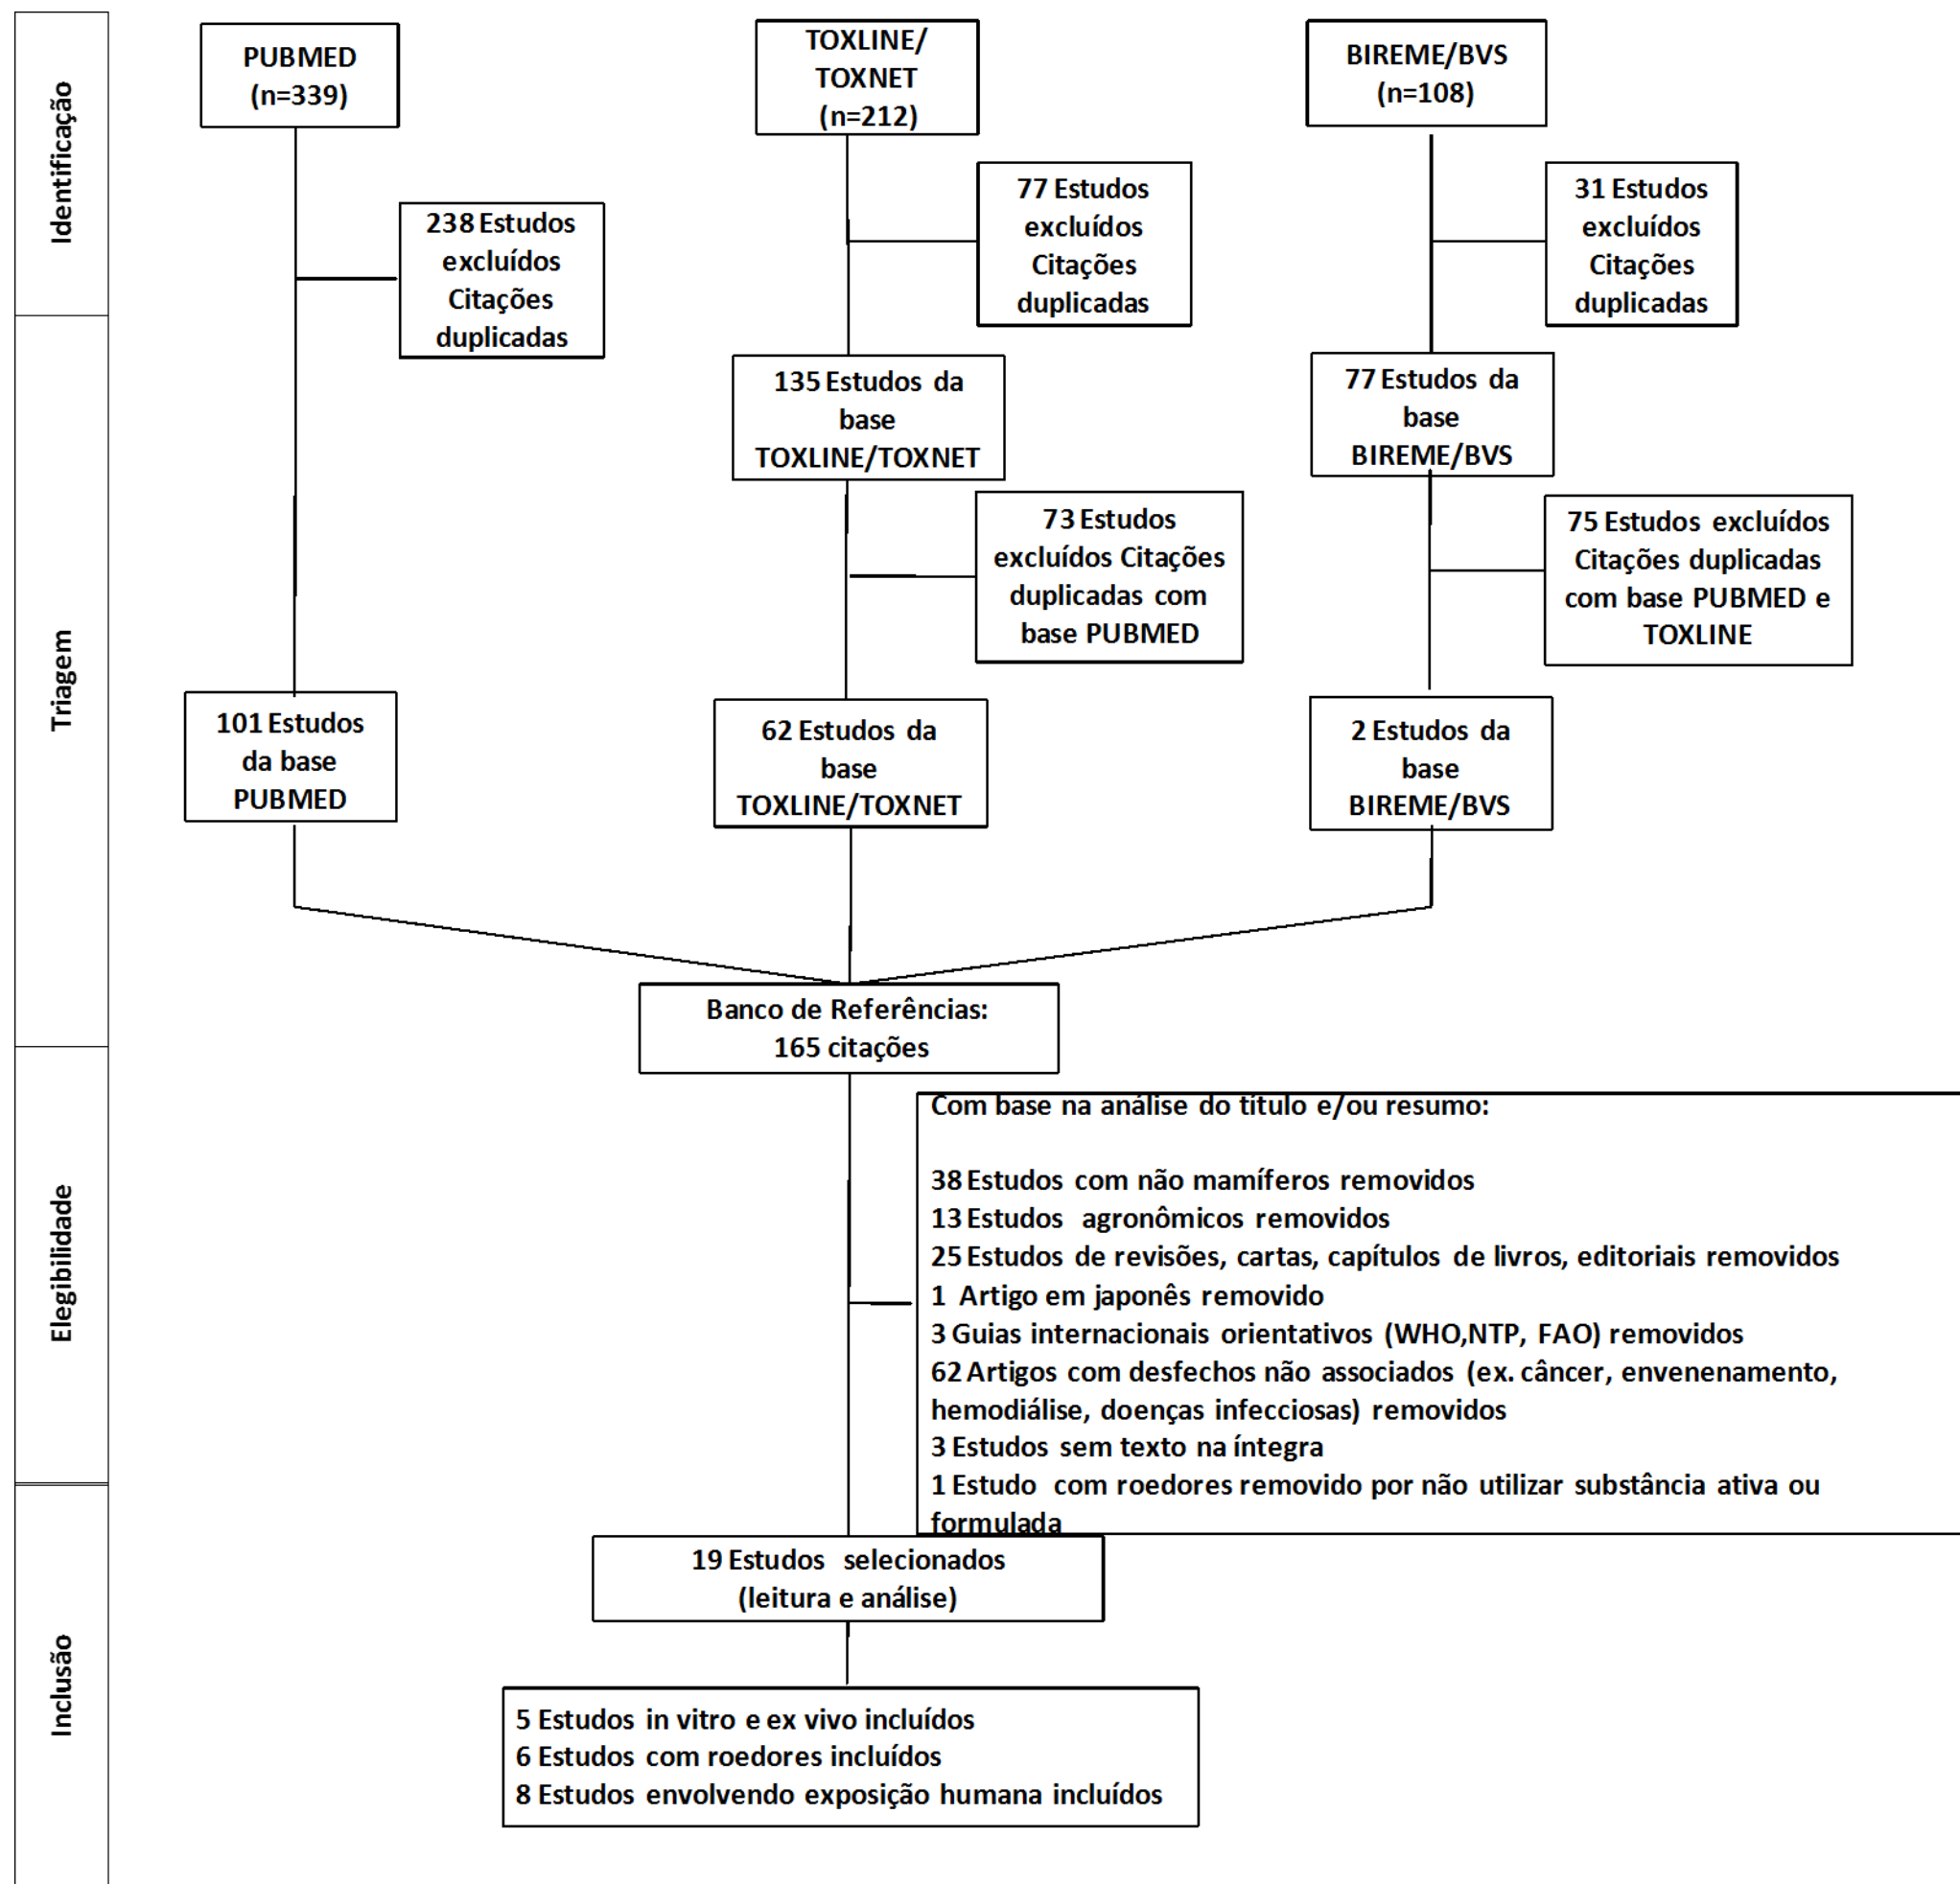 Identificação
PUBMED
(n=339)
TOXLINE/
TOXNET
(n=212)
BIREME/BVS
(n=108)
238 Estudos
excluídos
Citações
duplicadas
77 Estudos
excluídos
Citações
duplicadas
31 Estudos
excluídos
Citações
duplicadas
Triagem
135 Estudos da
base
TOXLINE/TOXNET
77 Estudos da
base
BIREME/BVS
73 Estudos
excluídos Citações
duplicadas com
base PUBMED
75 Estudos excluídos
Citações duplicadas
com base PUBMED e
TOXLINE
101 Estudos
da base
PUBMED
62 Estudos da
base
TOXLINE/TOXNET
2 Estudos da
base
BIREME/BVS
Banco de Referências:
165 citações
Elegibilidade
Com base na análise do título e/ou resumo:
38 Estudos com não mamíferos removidos
13 Estudos agronômicos removidos
25 Estudos de revisões, cartas, capítulos de livros, editoriais removidos
1 Artigo em japonês removido
3 Guias internacionais orientativos (WHO,NTP, FAO) removidos
62 Artigos com desfechos não associados (ex. câncer, envenenamento,
hemodiálise, doenças infecciosas) removidos
3 Estudos sem texto na íntegra
1 Estudo com roedores removido por não utilizar substância ativa ou
formulada
Inclusão
19 Estudos selecionados
(leitura e análise)
5 Estudos in vitro e ex vivo incluídos
6 Estudos com roedores incluídos
8 Estudos envolvendo exposição humana incluídos